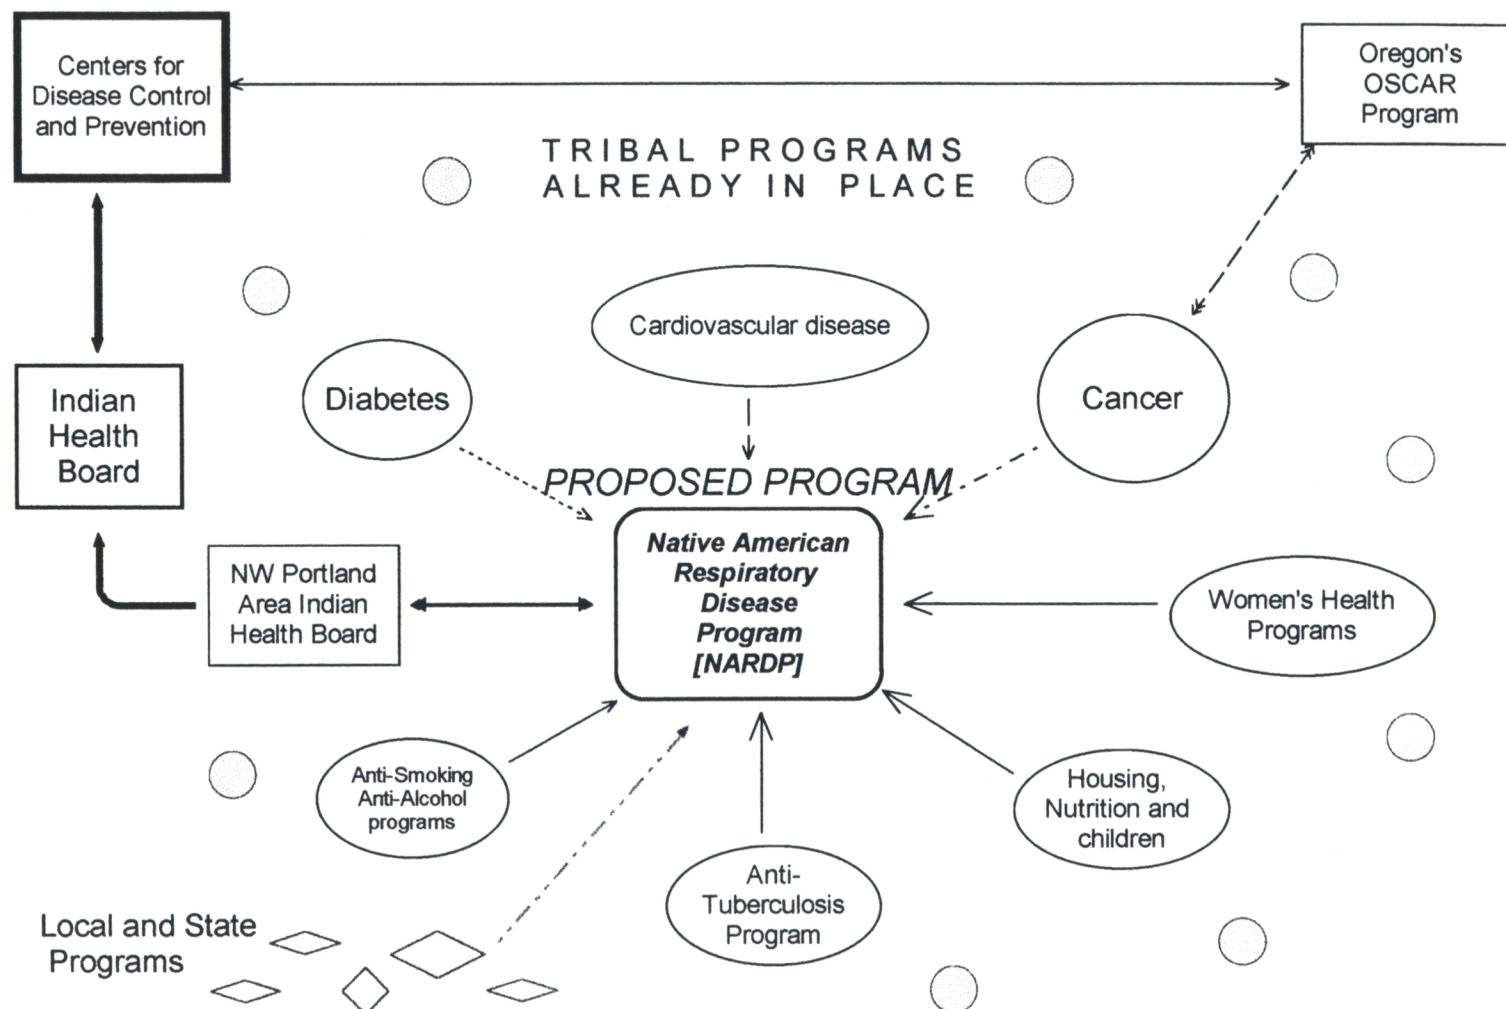 Centers for
Disease Control
and Prevention
Oregon's
OSCAR
Program
TRIBAL PROGRAMS
ALREADY IN PLACE
Cardiovascular disease
Diabetes
Cancer
Indian
Health
Board
PROPOSED PROGRAM
Native American
Respiratory
Disease
Program
[NARDP]
NW Portland
Area Indian
Health Board
Women's Health
Programs
Anti-Smoking
Anti-Alcohol
programs
Housing,
Nutrition and
children
Anti-
Tuberculosis
Program
Local and State
Programs